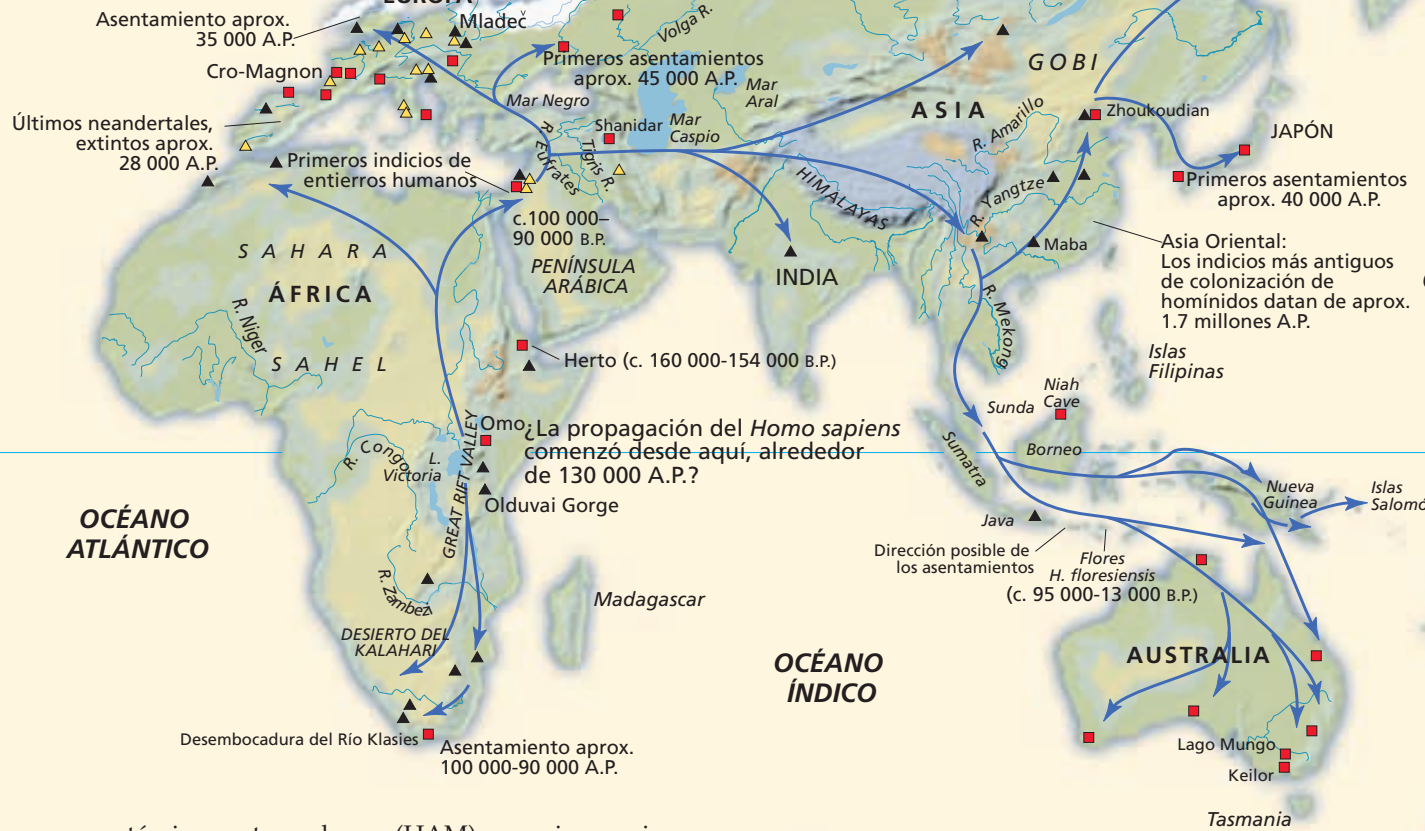 EUROPA
Asentamiento aprox.
35 000 A.P.
Mladeč
Volga R.
Cro-Magnon
Primeros asentamientos
aprox. 45 000 A.P.
Mar Negro
Mar
Aral
Mar
Caspio
Shanidar
GOBI
ASIA
R. Amarillo
Zhoukoudian
JAPÓN
Últimos neandertales,
extintos aprox.
28 000 A.P.
Primeros indicios de
entierros humanos
R. Eufrates
Tigris R.
HIMALAYAS
R. Yangtze
Primeros asentamientos
aprox. 40 000 A.P.
c.100 000–
90 000 B.P.
SAHARA
ÁFRICA
PENÍNSULA
ARÁBICA
INDIA
Maba
Asia Oriental:
Los indicios más antiguos
de colonización de
homínidos datan de aprox.
1.7 millones A.P.
R. Niger
SAHEL
R. Mekong
Herto (c. 160 000-154 000 B.P.)
Islas
Filipinas
Niah
Cave
Sunda
Omo
¿La propagación del Homo sapiens
comenzó desde aquí, alrededor
de 130 000 A.P.?
R. Congo
L.
Victoria
GREAT RIFT VALLEY
Olduvai Gorge
Sumatra
Borneo
Nueva
Guinea
Islas
Salomó
OCÉANO
ATLÁNTICO
Java
Dirección posible de
los asentamientos
Flores
H. floresiensis
(c. 95 000-13 000 B.P.)
R. Zambezi
Madagascar
DESIERTO DEL
KALAHARI
OCÉANO
ÍNDICO
AUSTRALIA
Desembocadura del Río Klasies
Asentamiento aprox.
100 000-90 000 A.P.
Lago Mungo
Keilor
Tasmania